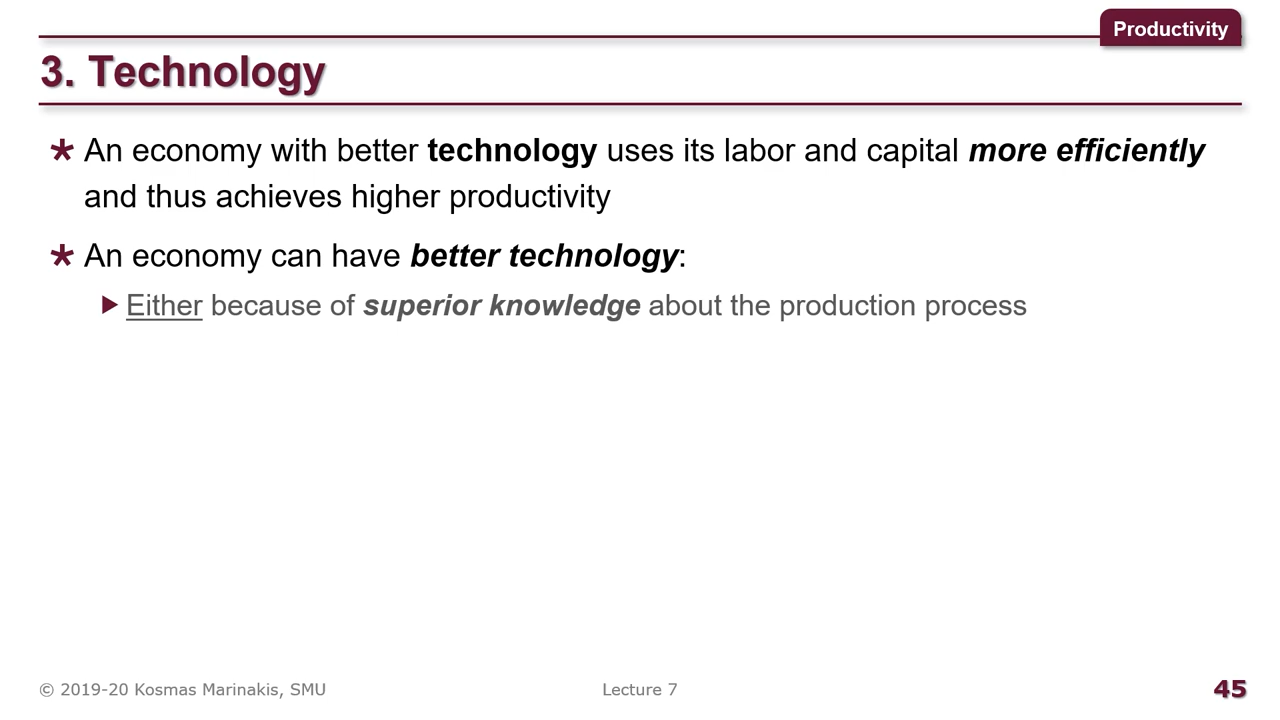 Productivity
3. Technology
* An economy with better technology uses its labor and capital more efficiently
and thus achieves higher productivity
* An economy can have better technology:
Either because of superior knowledge about the production process
© 2019-20 Kosmas Marinakis, SMU
Lecture 7
45